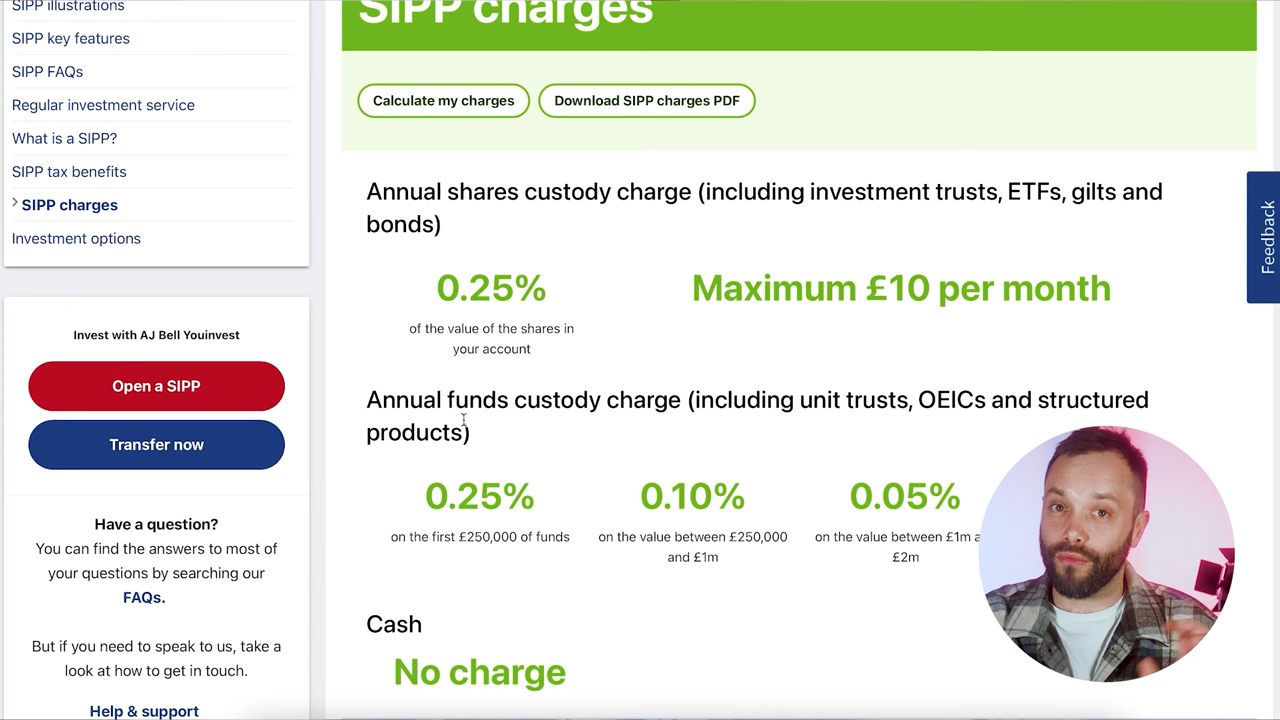 SIPP illustrations
SIPP key features
SIPP FAQs
Regular investment service
What is a SIPP?
SIPP tax benefits
SIPP charges
Investment options
Invest with AJ Bell Youinvest
Open a SIPP
Transfer now
Have a question?
You can find the answers to most of
your questions by searching our
FAQs.
But if you need to speak to us, take a
look at how to get in touch.
Help & support
SIPP charges
Calculate my charges
Download SIPP charges PDF
Annual shares custody charge (including investment trusts, ETFs, gilts and
bonds)
0.25%
of the value of the shares in
your account
Maximum £10 per month
Annual funds custody charge (including unit trusts, OEICs and structured
products)
0.25%
on the first £250,000 of funds
0.10%
on the value between £250,000
and £1m
0.05%
on the value between £1m
£2m
Cash
No charge
Feedback